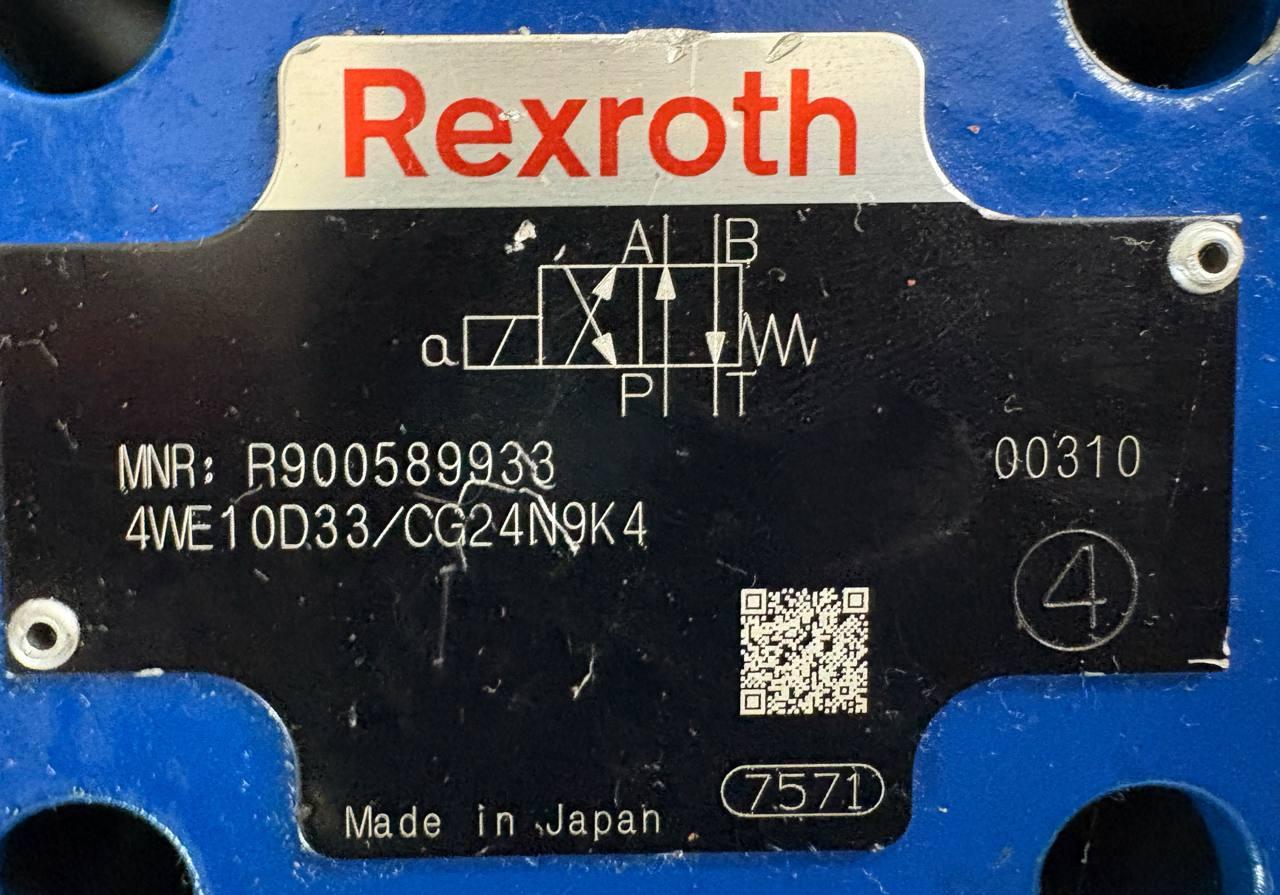 Rexroth
A B
a
P T
MNR: R900589933 00310
4WE10D33/CG24N9K4
4
7571
Made in Japan